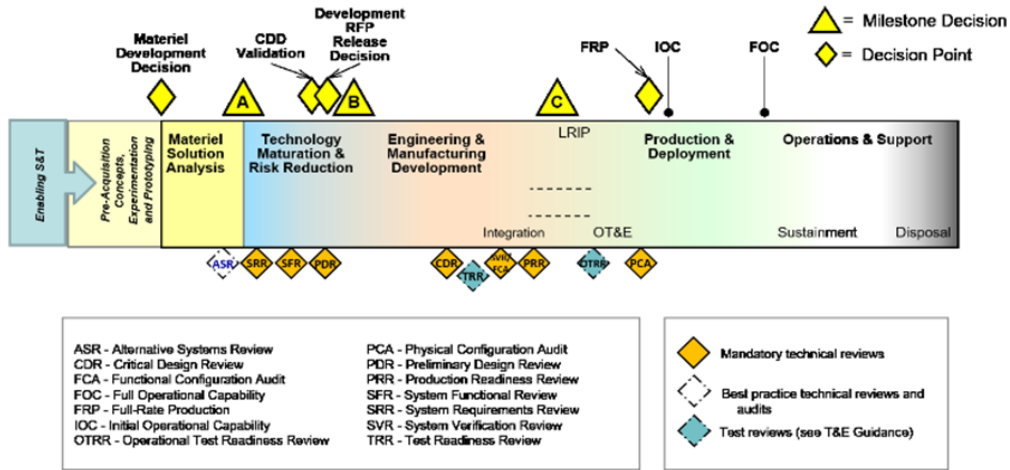 Materiel
Development
Decision
CDD
Validation
Development
RFP
Release
Decision
FRP
IOC
FOC
= Milestone Decision
= Decision Point
A
B
C
Enabling S&T
Pre-Acquisition
Concepts,
Experimentation
and Prototyping
Materiel
Solution
Analysis
Technology
Maturation &
Risk Reduction
Engineering &
Manufacturing
Development
LRIP
Production &
Deployment
Operations & Support
Integration
OT&E
Sustainment
Disposal
ASR
SRR
SFR
PDR
CDR
TRR
SVR/
FCA
PRR
OTRR
PCA
ASR - Alternative Systems Review
CDR - Critical Design Review
FCA - Functional Configuration Audit
FOC - Full Operational Capability
FRP - Full-Rate Production
IOC - Initial Operational Capability
OTRR - Operational Test Readiness Review
PCA - Physical Configuration Audit
PDR - Preliminary Design Review
PRR - Production Readiness Review
SFR - System Functional Review
SRR - System Requirements Review
SVR - System Verification Review
TRR - Test Readiness Review
Mandatory technical reviews
Best practice technical reviews and
audits
Test reviews (see T&E Guidance)